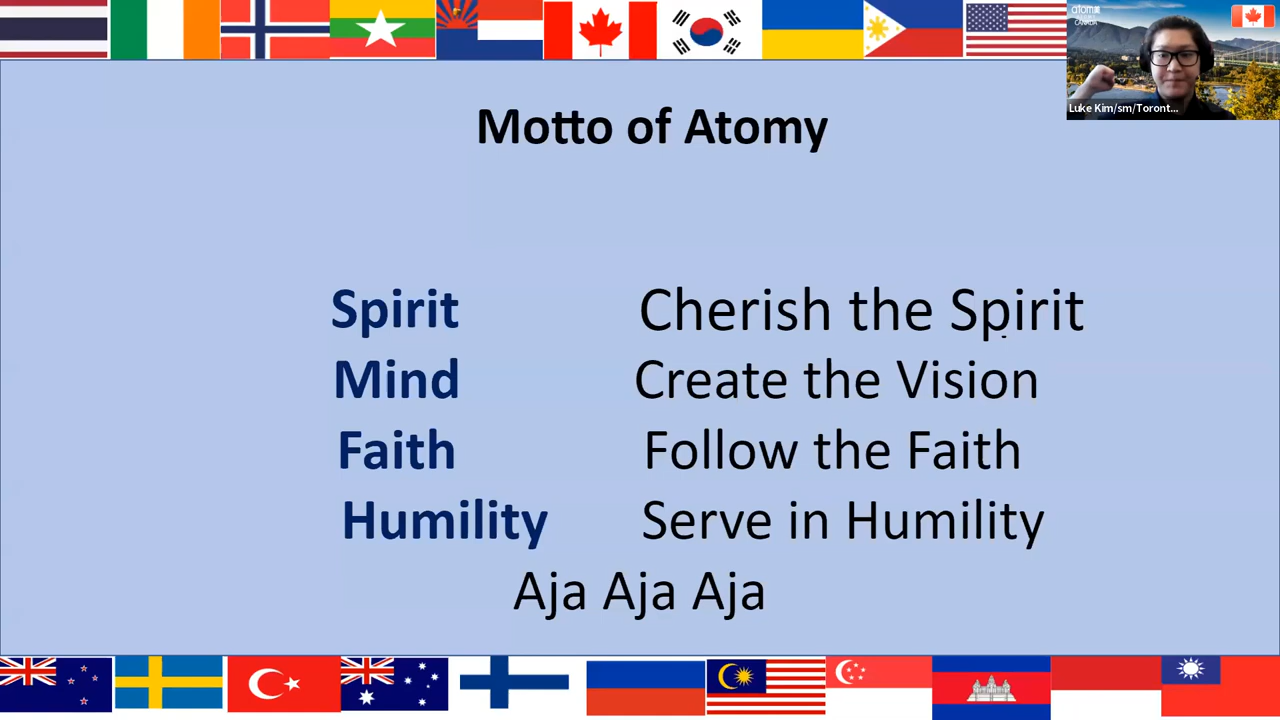 Motto of Atomy
Spirit Cherish the Spirit
Mind Create the Vision
Faith Follow the Faith
Humility Serve in Humility
Aja Aja Aja
CANADA
Luke Kim/sm/Toront...